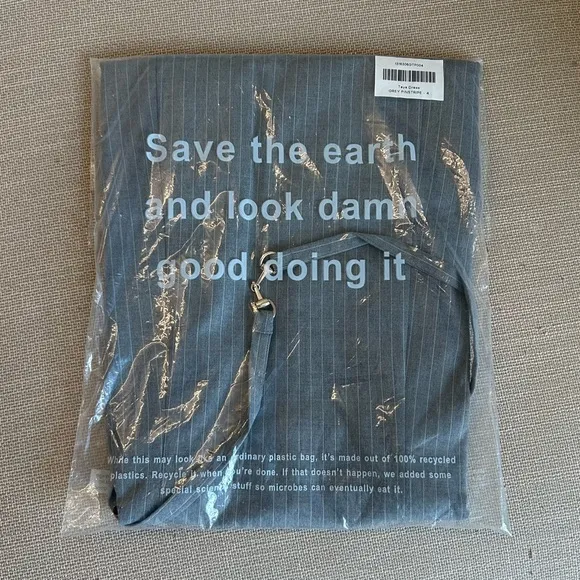 Taya Dress
GREY PINSTRIPE - 4
Save the earth
and look damn
good doing it
While this may look like an ordinary plastic bag, it's made out of 100% recycled
plastics. Recycle it when you're done. If that doesn't happen, we added some
special science stuff so microbes can eventually eat it.